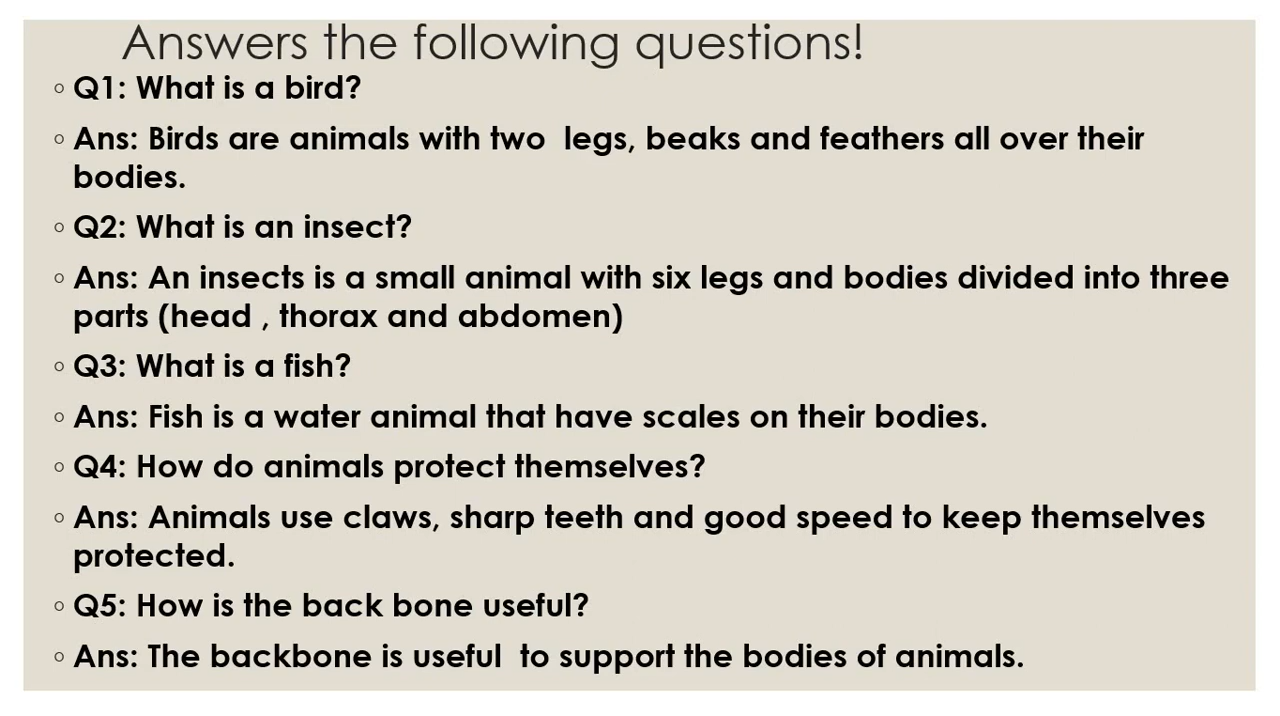 Answers the following questions!
◦ Q1: What is a bird?
◦ Ans: Birds are animals with two  legs, beaks and feathers all over their
bodies.
◦ Q2: What is an insect?
◦ Ans: An insects is a small animal with six legs and bodies divided into three
parts (head , thorax and abdomen)
◦ Q3: What is a fish?
◦ Ans: Fish is a water animal that have scales on their bodies.
◦ Q4: How do animals protect themselves?
◦ Ans: Animals use claws, sharp teeth and good speed to keep themselves
protected.
◦ Q5: How is the back bone useful?
◦ Ans: The backbone is useful  to support the bodies of animals.